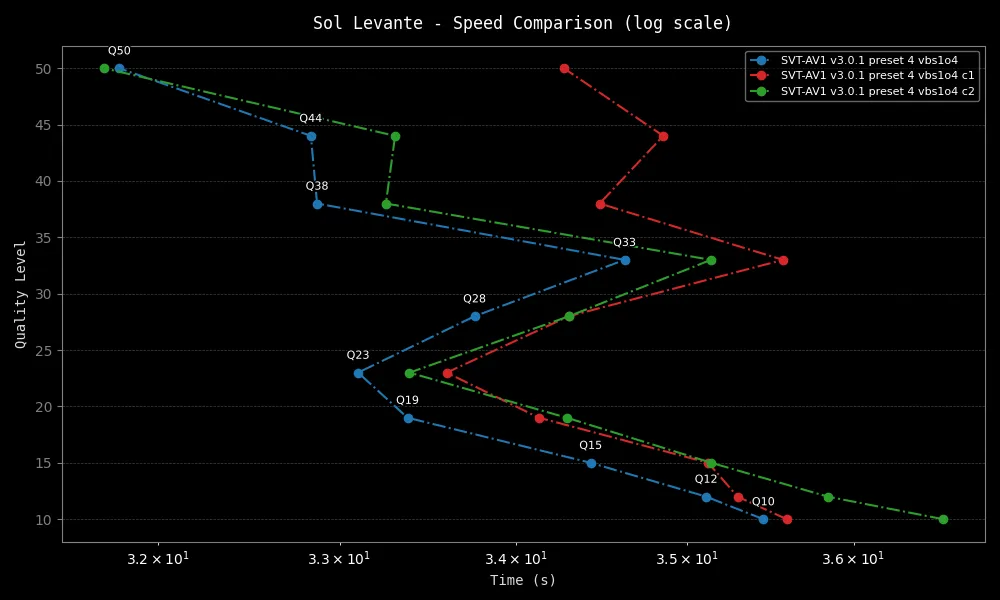 Sol Levante - Speed Comparison (log scale)
SVT-AV1 v3.0.1 preset 4 vbs1o4
SVT-AV1 v3.0.1 preset 4 vbs1o4 c1
SVT-AV1 v3.0.1 preset 4 vbs1o4 c2
Quality Level
50
45
40
35
30
25
20
15
10
Q50
Q44
Q38
Q33
Q28
Q23
Q19
Q15
Q12
Q10
3.2 × 10¹ 3.3 × 10¹ 3.4 × 10¹ 3.5 × 10¹ 3.6 × 10¹
Time (s)